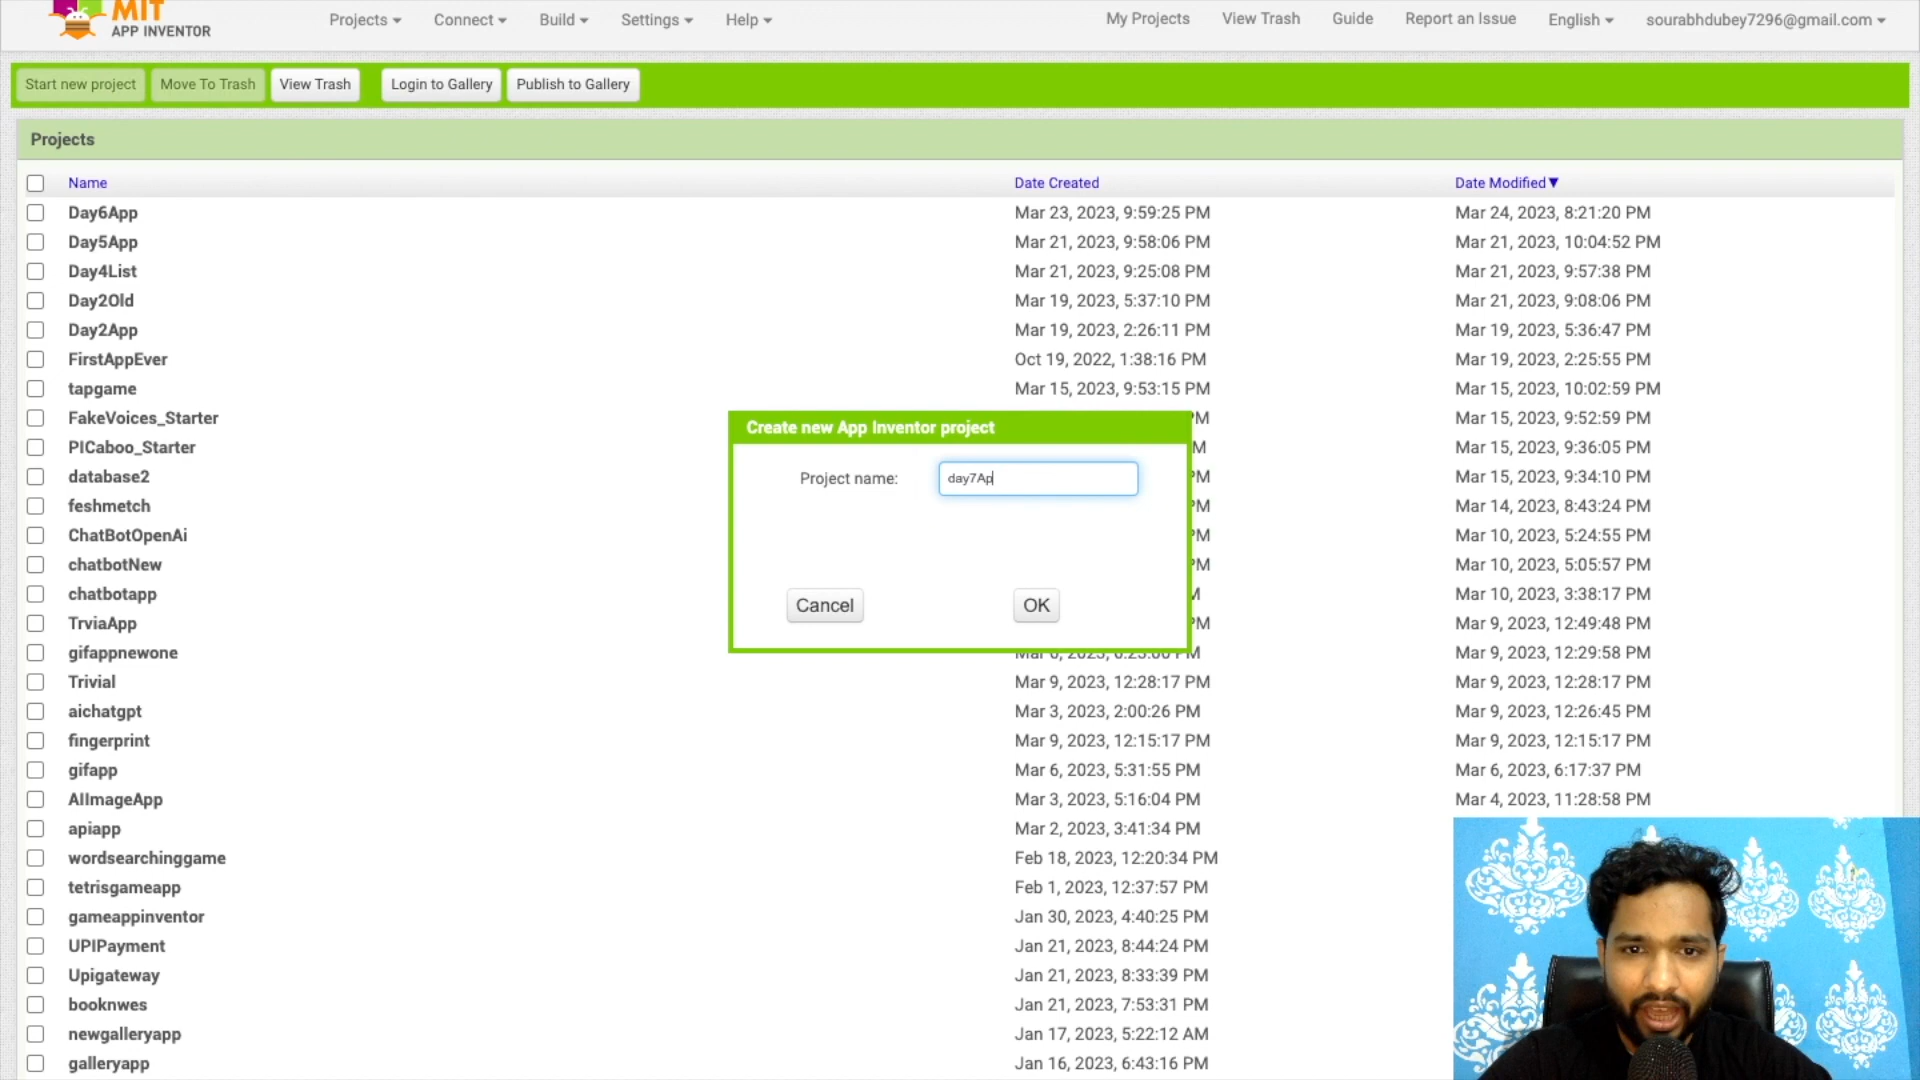 MIT
APP INVENTOR
Projects Connect Build Settings Help My Projects View Trash Guide Report an Issue English sourabhdubey7296@gmail.com
Start new project Move To Trash View Trash Login to Gallery Publish to Gallery
Projects
Name Date Created Date Modified
Day6App Mar 23, 2023, 9:59:25 PM Mar 24, 2023, 8:21:20 PM
Day5App Mar 21, 2023, 9:58:06 PM Mar 21, 2023, 10:04:52 PM
Day4List Mar 21, 2023, 9:25:08 PM Mar 21, 2023, 9:57:38 PM
Day2Old Mar 19, 2023, 5:37:10 PM Mar 21, 2023, 9:08:06 PM
Day2App Mar 19, 2023, 2:26:11 PM Mar 19, 2023, 5:36:47 PM
FirstAppEver Oct 19, 2022, 1:38:16 PM Mar 19, 2023, 2:25:55 PM
tapgame Mar 15, 2023, 9:53:15 PM Mar 15, 2023, 10:02:59 PM
FakeVoices_Starter Mar 15, 2023, 9:52:59 PM
Create new App Inventor project
PICaboo_Starter Mar 15, 2023, 9:36:05 PM
database2 Mar 15, 2023, 9:34:10 PM
Project name: day7Ap
feshmetch Mar 14, 2023, 8:43:24 PM
ChatBotOpenAi Mar 10, 2023, 5:24:55 PM
chatbotNew Mar 10, 2023, 5:05:57 PM
chatbotapp Mar 10, 2023, 3:38:17 PM
Cancel OK
TrviaApp Mar 9, 2023, 12:49:48 PM
gifappnewone Mar 9, 2023, 12:29:58 PM
Trivial Mar 9, 2023, 12:28:17 PM Mar 9, 2023, 12:28:17 PM
aichatgpt Mar 3, 2023, 2:00:26 PM Mar 9, 2023, 12:26:45 PM
fingerprint Mar 9, 2023, 12:15:17 PM Mar 9, 2023, 12:15:17 PM
gifapp Mar 6, 2023, 5:31:55 PM Mar 6, 2023, 6:17:37 PM
AIImageApp Mar 3, 2023, 5:16:04 PM Mar 4, 2023, 11:28:58 PM
apiapp Mar 2, 2023, 3:41:34 PM
wordsearchinggame Feb 18, 2023, 12:20:34 PM
tetrisgameapp Feb 1, 2023, 12:37:57 PM
gameappinventor Jan 30, 2023, 4:40:25 PM
UPIPayment Jan 21, 2023, 8:44:24 PM
Upigateway Jan 21, 2023, 8:33:39 PM
booknwes Jan 21, 2023, 7:53:31 PM
newgalleryapp Jan 17, 2023, 5:22:12 AM
galleryapp Jan 16, 2023, 6:43:16 PM